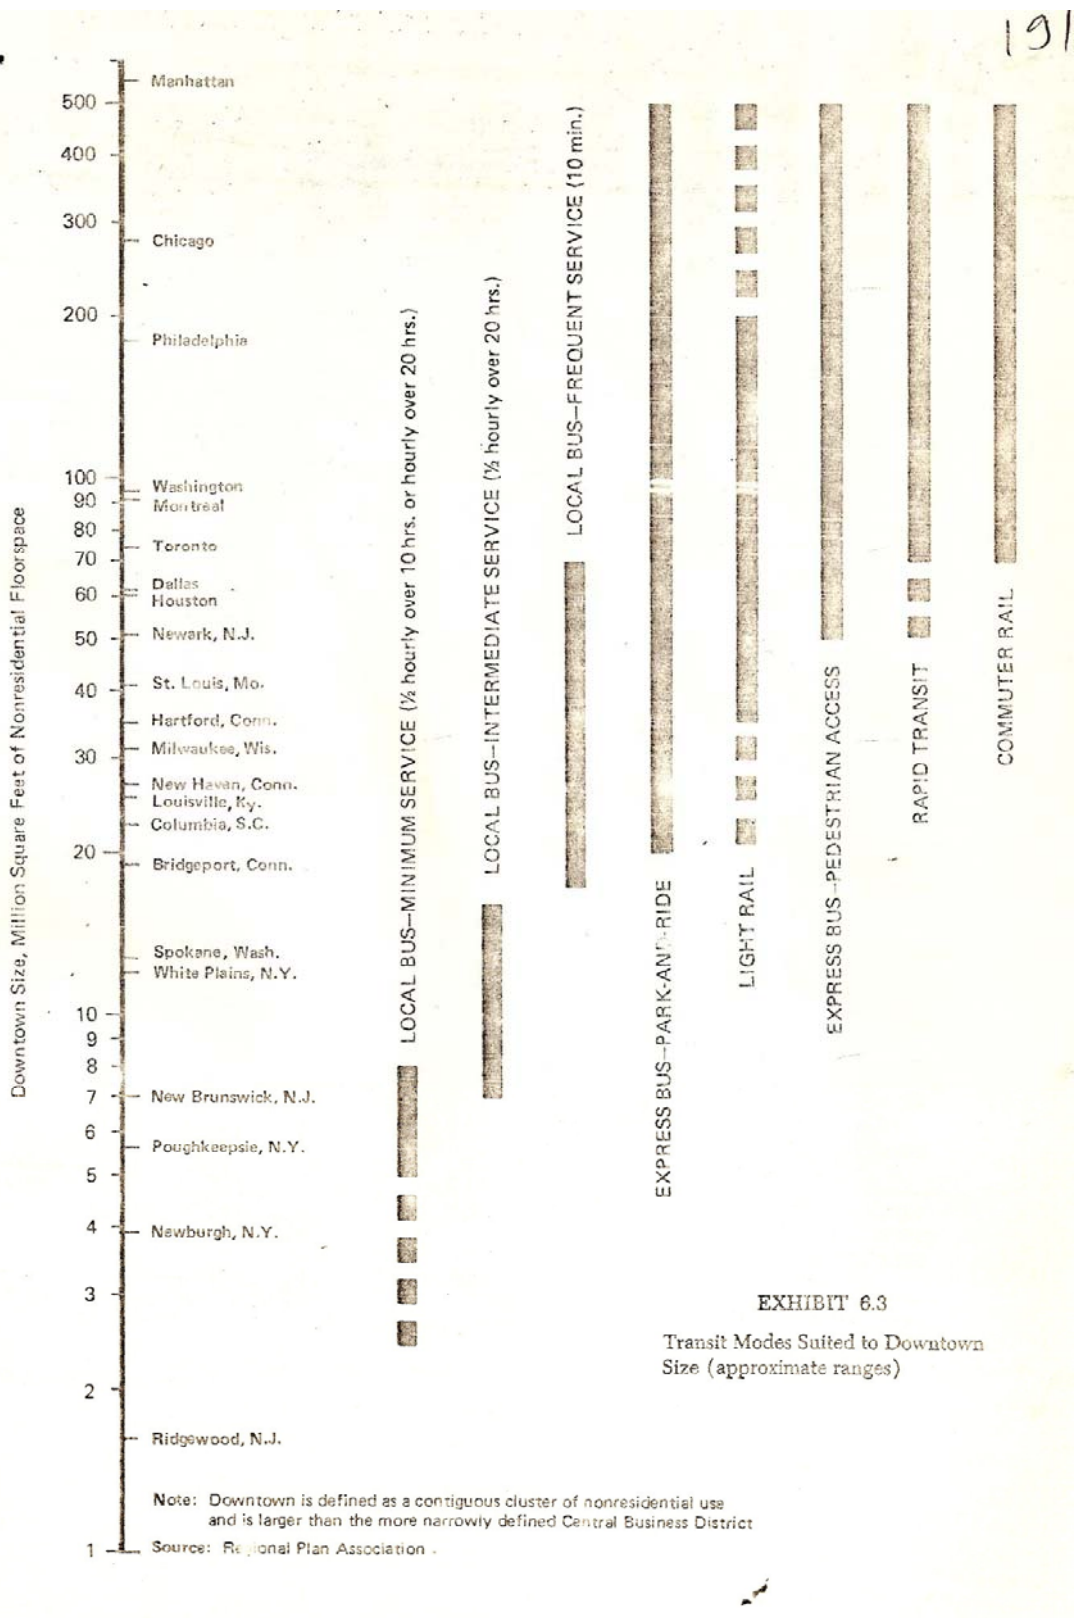 191
Manhattan
500
400
300
Chicago
200
Philadelphia
100
Washington
90
Montreal
80
Toronto
70
Dallas
60
Houston
50
Newark, N.J.
St. Louis, Mo.
40
Hartford, Conn.
Milwaukee, Wis.
30
New Haven, Conn.
Louisville, Ky.
Columbia, S.C.
20
Bridgeport, Conn.
Spokane, Wash.
White Plains, N.Y.
10
9
8
7
New Brunswick, N.J.
6
Poughkeepsie, N.Y.
5
4
Newburgh, N.Y.
3
2
Ridgewood, N.J.
1
Downtown Size, Million Square Feet of Nonresidential Floorspace
LOCAL BUS–MINIMUM SERVICE (½ hourly over 10 hrs. or hourly over 20 hrs.)
LOCAL BUS–INTERMEDIATE SERVICE (½ hourly over 20 hrs.)
LOCAL BUS–FREQUENT SERVICE (10 min.)
EXPRESS BUS–PARK-AND-RIDE
LIGHT RAIL
EXPRESS BUS–PEDESTRIAN ACCESS
RAPID TRANSIT
COMMUTER RAIL
EXHIBIT 6.3
Transit Modes Suited to Downtown
Size (approximate ranges)
Note: Downtown is defined as a contiguous cluster of nonresidential use
and is larger than the more narrowly defined Central Business District
Source: Regional Plan Association